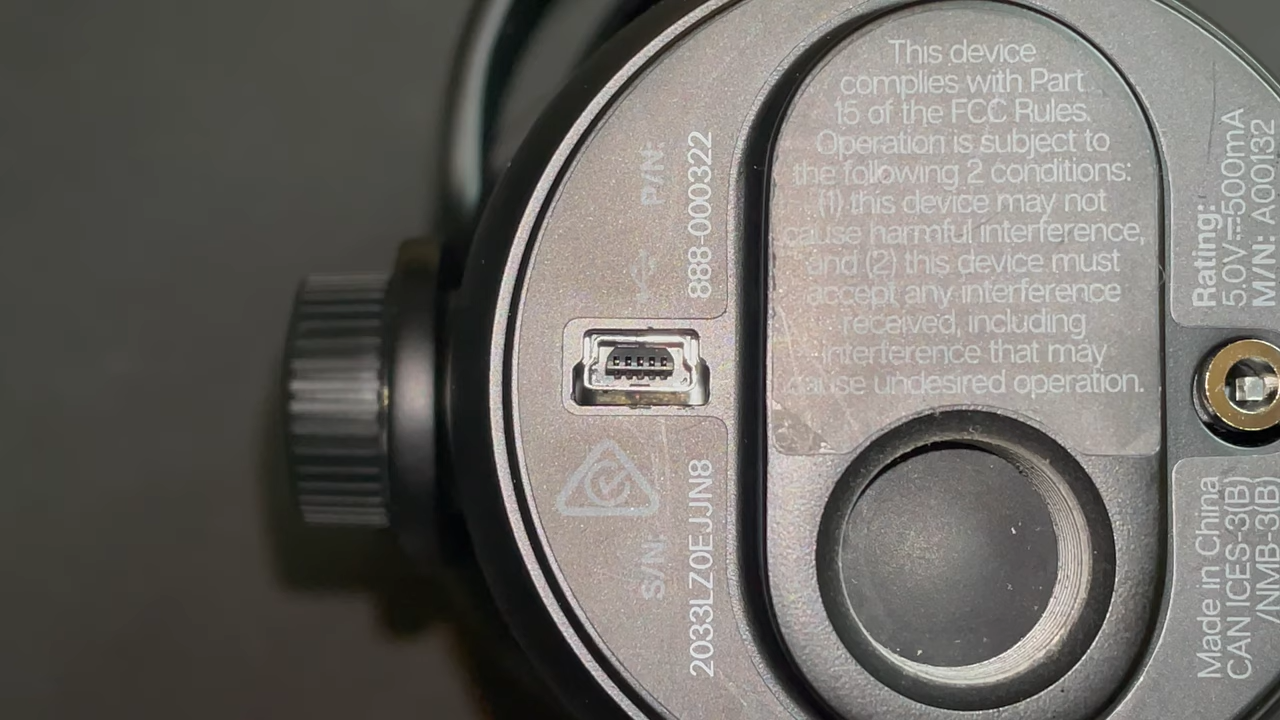 This device
complies with Part
15 of the FCC Rules.
Operation is subject to
the following 2 conditions:
(1) this device may not
cause harmful interference,
and (2) this device must
accept any interference
received, including
interference that may
cause undesired operation.
P/N:
888-000322
S/N:
2033LZ0EJJN8
Rating:
5.0V⎓500mA
M/N: A00132
Made in China
CAN ICES-3(B)
/NMB-3(B)